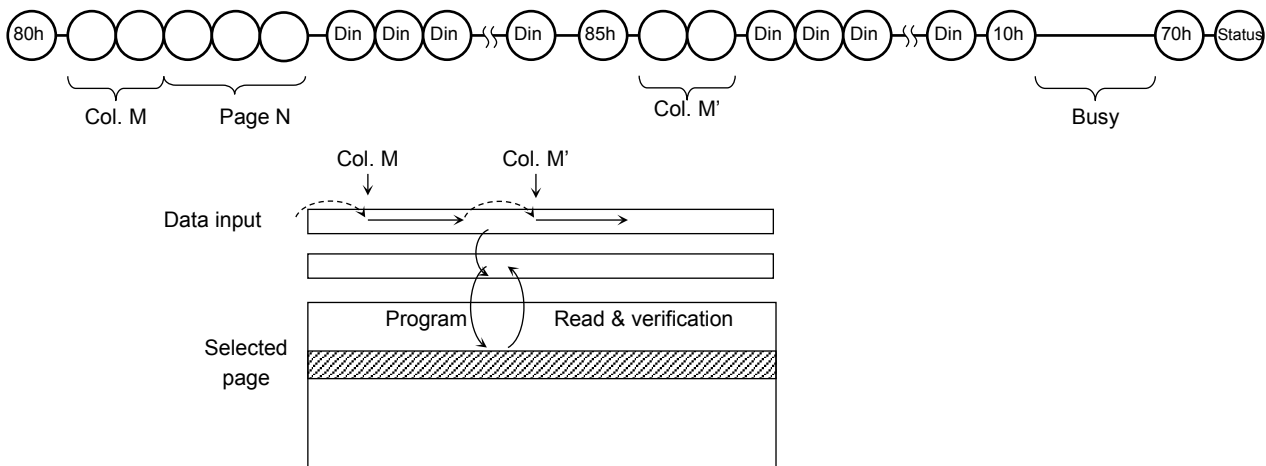 80h Din Din Din Din 85h Din Din Din Din 10h 70h Status
Col. M Page N Col. M’ Busy
Col. M Col. M’
Data input
Program Read & verification
Selected
page